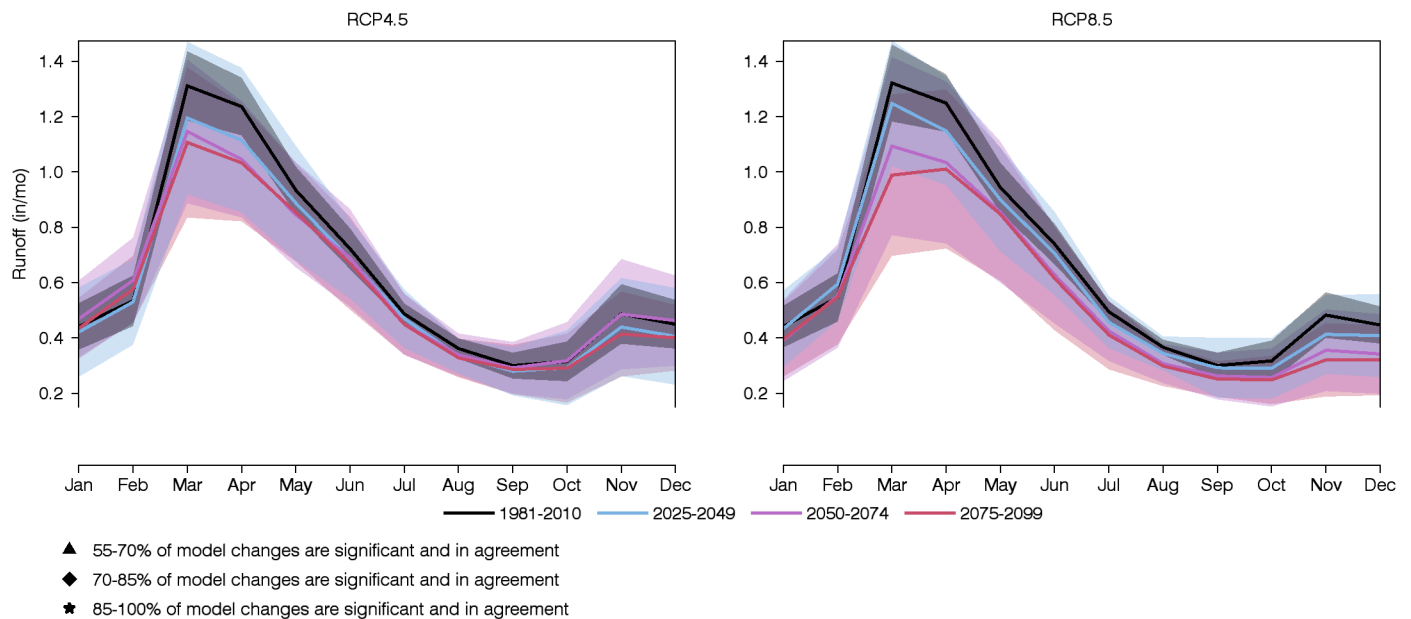 RCP4.5
RCP8.5
Runoff (in/mo)
1.4
1.2
1.0
0.8
0.6
0.4
0.2
1.4
1.2
1.0
0.8
0.6
0.4
0.2
Jan Feb Mar Apr May Jun Jul Aug Sep Oct Nov Dec
Jan Feb Mar Apr May Jun Jul Aug Sep Oct Nov Dec
1981-2010 2025-2049 2050-2074 2075-2099
55-70% of model changes are significant and in agreement
70-85% of model changes are significant and in agreement
85-100% of model changes are significant and in agreement